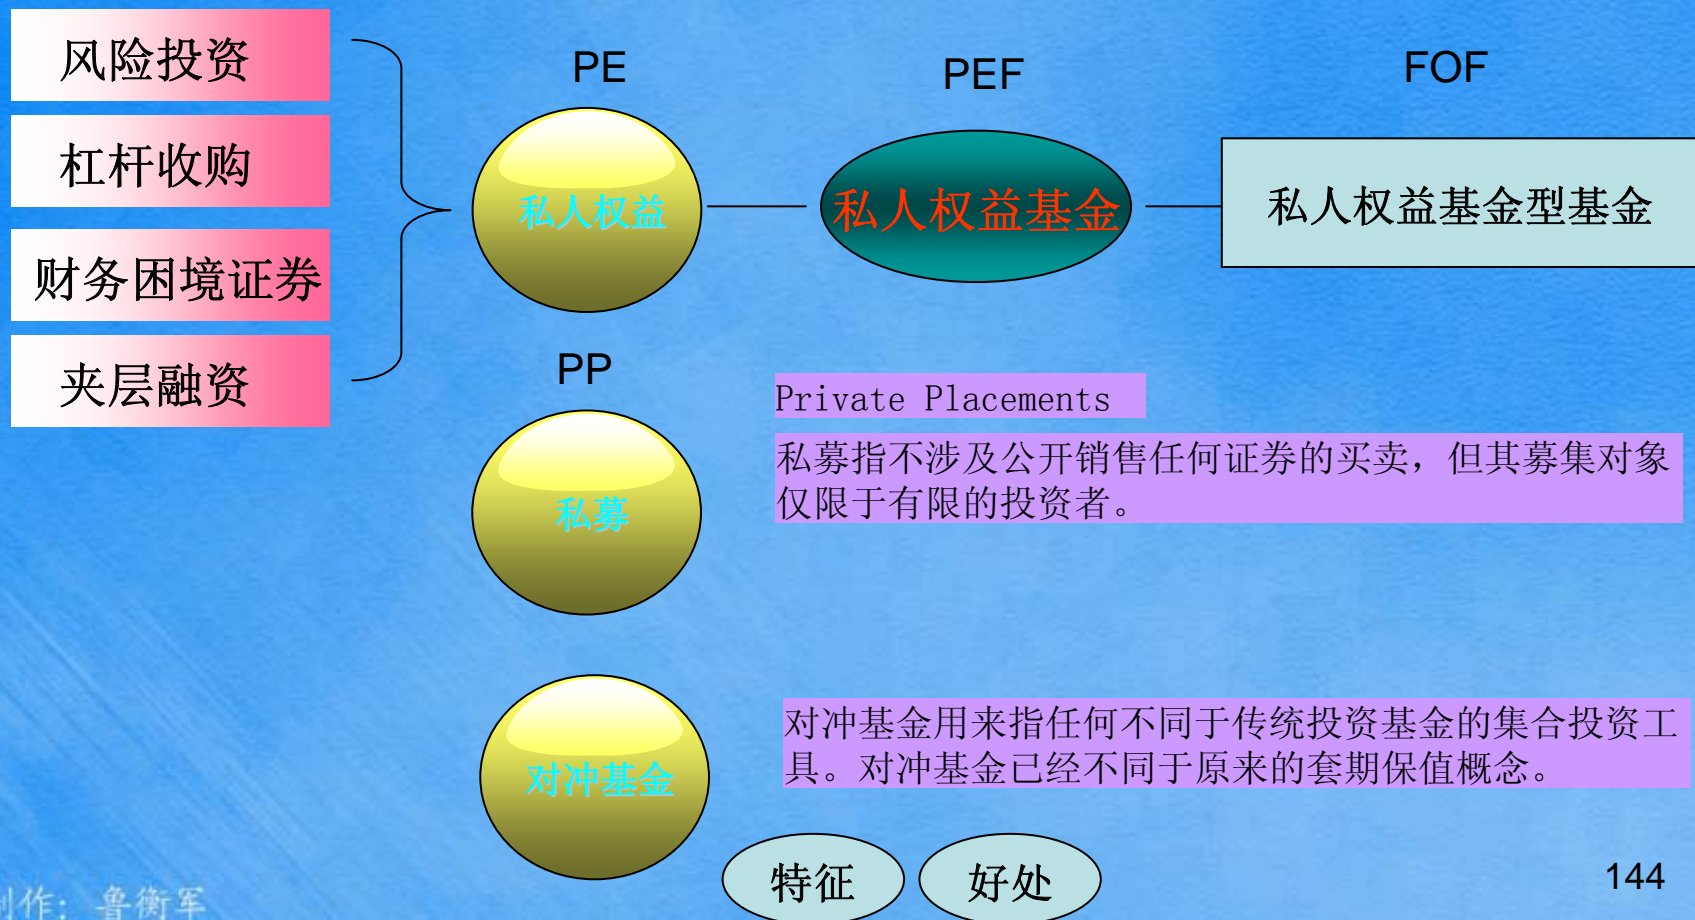 风险投资
杠杆收购
财务困境证券
夹层融资
PE
私人权益
PEF
私人权益基金
FOF
私人权益基金型基金
PP
私募
Private Placements
私募指不涉及公开销售任何证券的买卖，但其募集对象
仅限于有限的投资者。
对冲基金
对冲基金用来指任何不同于传统投资基金的集合投资工
具。对冲基金已经不同于原来的套期保值概念。
特征
好处
制作：鲁衡军
144